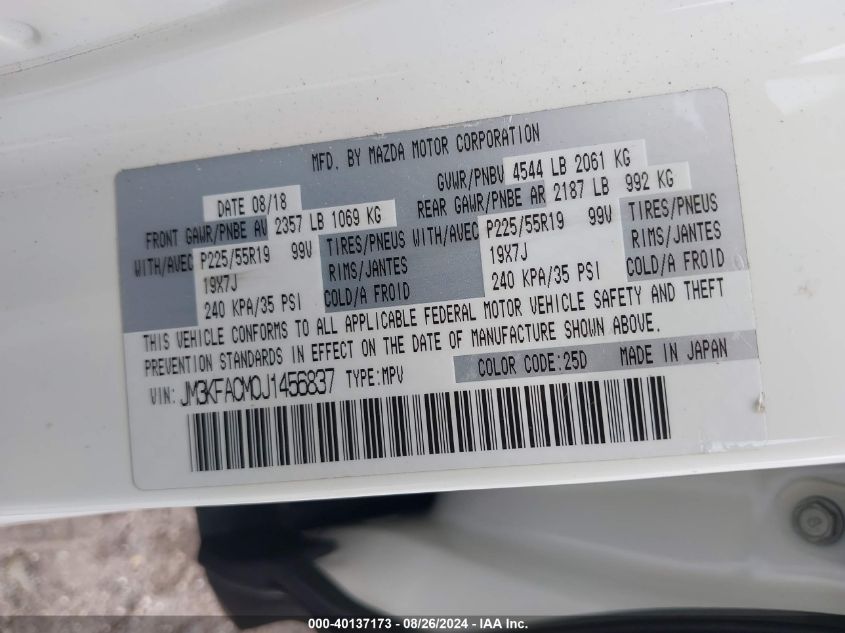 MFD. BY MAZDA MOTOR CORPORATION
DATE 08/18 GVWR/PNBV 4544 LB 2061 KG
FRONT GAWR/PNBE AV 2357 LB 1069 KG REAR GAWR/PNBE AR 2187 LB 992 KG
WITH/AVEC P225/55R19 99V TIRES/PNEUS WITH/AVEC P225/55R19 99V TIRES/PNEUS
19X7J RIMS/JANTES 19X7J RIMS/JANTES
240 KPA/35 PSI COLD/A FROID 240 KPA/35 PSI COLD/A FROID
THIS VEHICLE CONFORMS TO ALL APPLICABLE FEDERAL MOTOR VEHICLE SAFETY AND THEFT
PREVENTION STANDARDS IN EFFECT ON THE DATE OF MANUFACTURE SHOWN ABOVE.
VIN: JM3KFACM0J1456837 TYPE:MPV COLOR CODE:25D MADE IN JAPAN
000-40137173 - 08/26/2024 - IAA Inc.